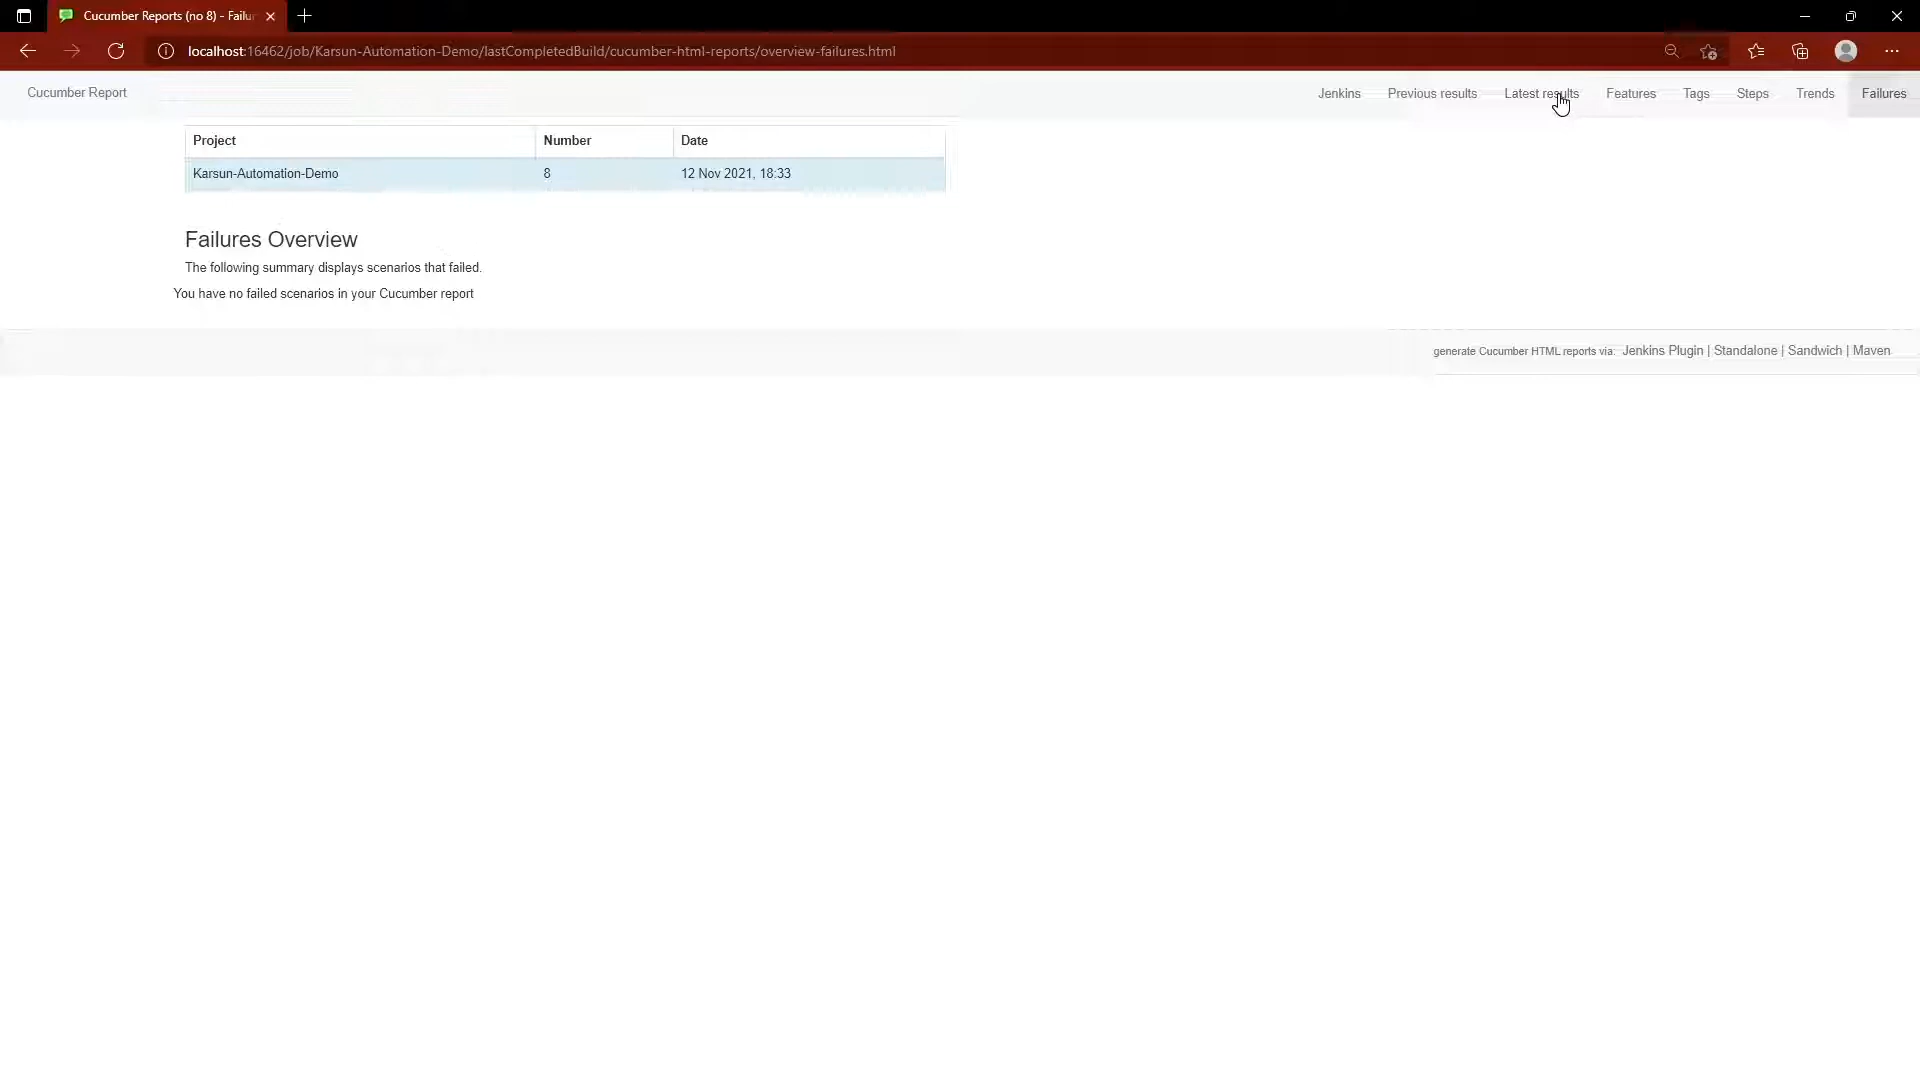 Cucumber Reports (no 8) - Failu
localhost:16462/job/Karsun-Automation-Demo/lastCompletedBuild/cucumber-html-reports/overview-failures.html
Cucumber Report
Jenkins Previous results Latest results Features Tags Steps Trends Failures
Project Number Date
Karsun-Automation-Demo 8 12 Nov 2021, 18:33
Failures Overview
The following summary displays scenarios that failed.
You have no failed scenarios in your Cucumber report
generate Cucumber HTML reports via: Jenkins Plugin | Standalone | Sandwich | Maven